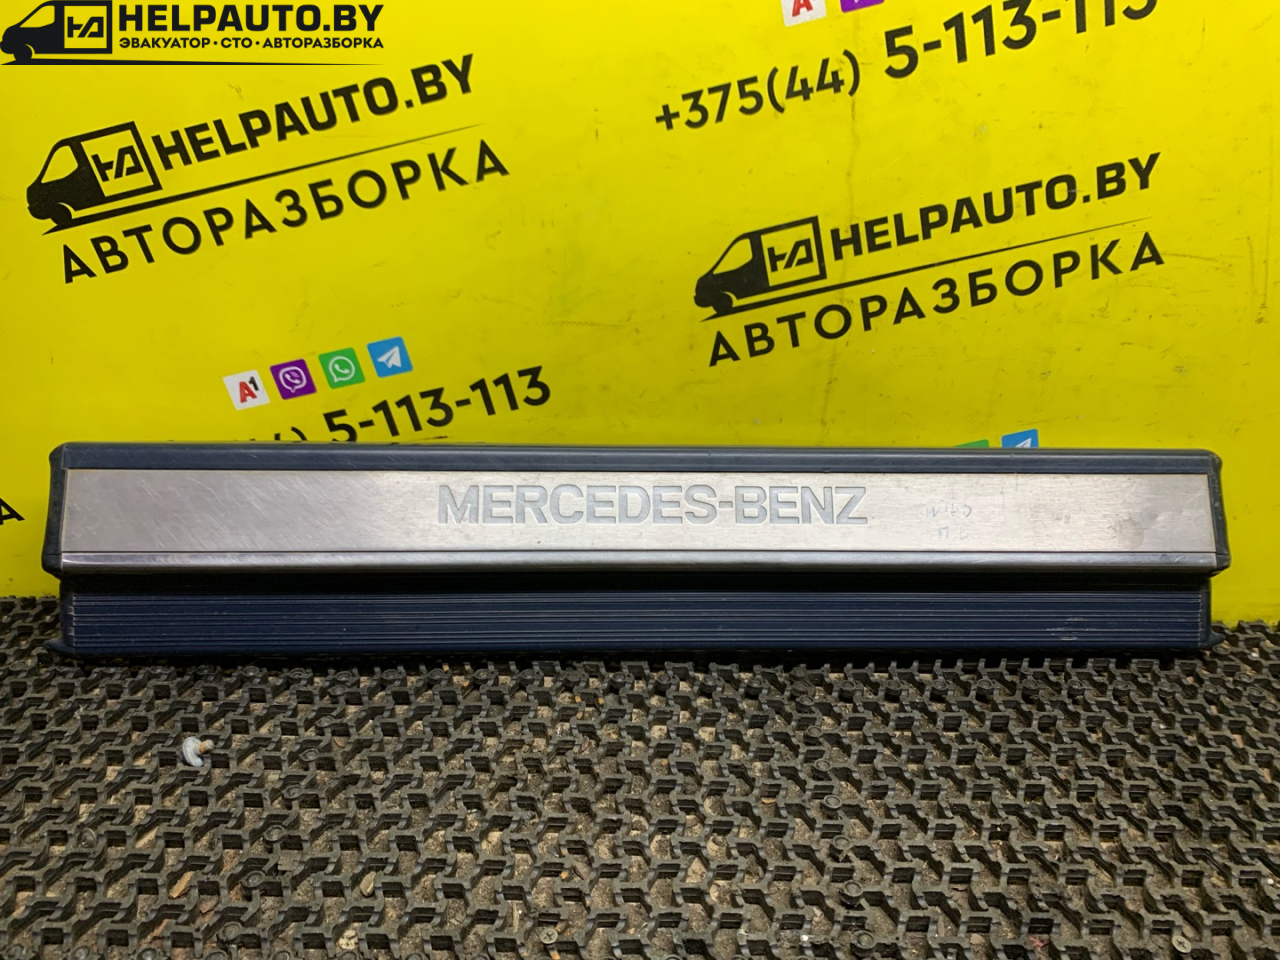 HELPAUTO.BY
ЭВАКУАТОР • СТО • АВТОРАЗБОРКА
HELPAUTO.BY
АВТОРАЗБОРКА
+375(44) 5-113-113
HELPAUTO.BY
АВТОРАЗБОРКА
A1
5-113-113
MERCEDES-BENZ